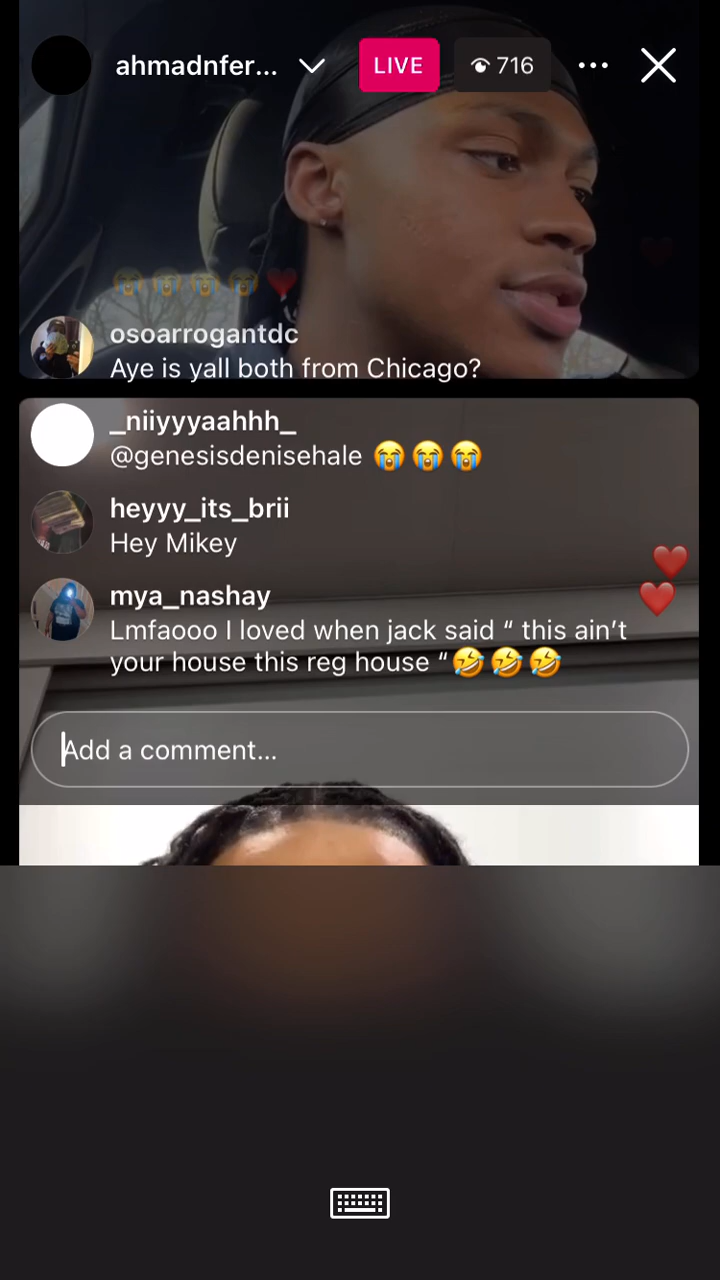 ahmadnfer...
LIVE
716
😭😭😭😭❤️
osoarrogantdc
Aye is yall both from Chicago?
_niiyyyaahhh_
@genesisdenisehale 😭😭😭
heyyy_its_brii
Hey Mikey
mya_nashay
Lmfaooo I loved when jack said “ this ain’t
your house this reg house “🤣🤣🤣
Add a comment...